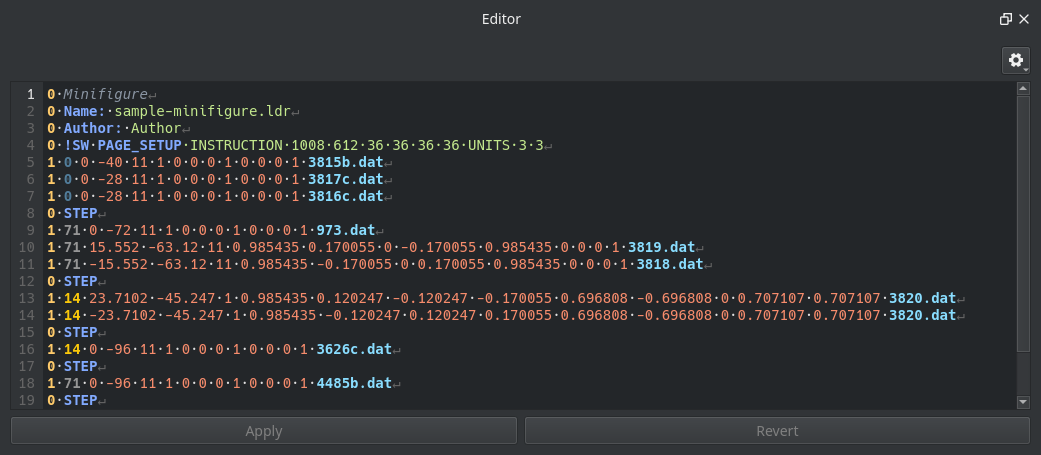 Editor
1 0 Minifigure
2 0 Name: sample-minifigure.ldr
3 0 Author: Author
4 0 !SW PAGE_SETUP INSTRUCTION 1008 612 36 36 36 36 UNITS 3 3
5 1 0 0 -40 11 1 0 0 0 1 0 0 0 1 3815b.dat
6 1 0 0 -28 11 1 0 0 0 1 0 0 0 1 3817c.dat
7 1 0 0 -28 11 1 0 0 0 1 0 0 0 1 3816c.dat
8 0 STEP
9 1 71 0 -72 11 1 0 0 0 1 0 0 0 1 973.dat
10 1 71 15.552 -63.12 11 0.985435 0.170055 0 -0.170055 0.985435 0 0 0 1 3819.dat
11 1 71 -15.552 -63.12 11 0.985435 -0.170055 0 0.170055 0.985435 0 0 0 1 3818.dat
12 0 STEP
13 1 14 23.7102 -45.247 1 0.985435 0.120247 -0.120247 -0.170055 0.696808 -0.696808 0 0.707107 0.707107 3820.dat
14 1 14 -23.7102 -45.247 1 0.985435 -0.120247 0.120247 0.170055 0.696808 -0.696808 0 0.707107 0.707107 3820.dat
15 0 STEP
16 1 14 0 -96 11 1 0 0 0 1 0 0 0 1 3626c.dat
17 0 STEP
18 1 71 0 -96 11 1 0 0 0 1 0 0 0 1 4485b.dat
19 0 STEP
Apply Revert